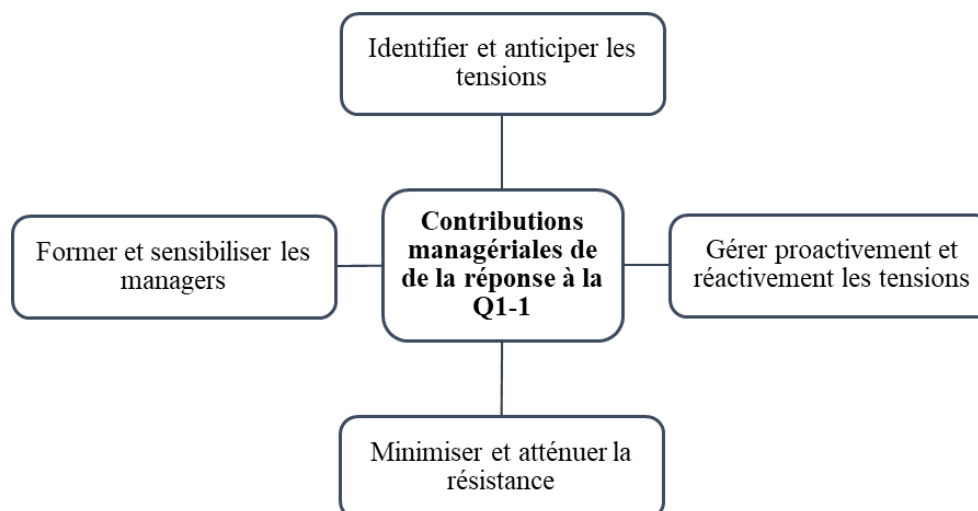 Identifier et anticiper les
tensions
Former et sensibiliser les
managers
Contributions
managériales de
de la réponse à la
Q1-1
Gérer proactivement et
réactivement les tensions
Minimiser et atténuer la
résistance